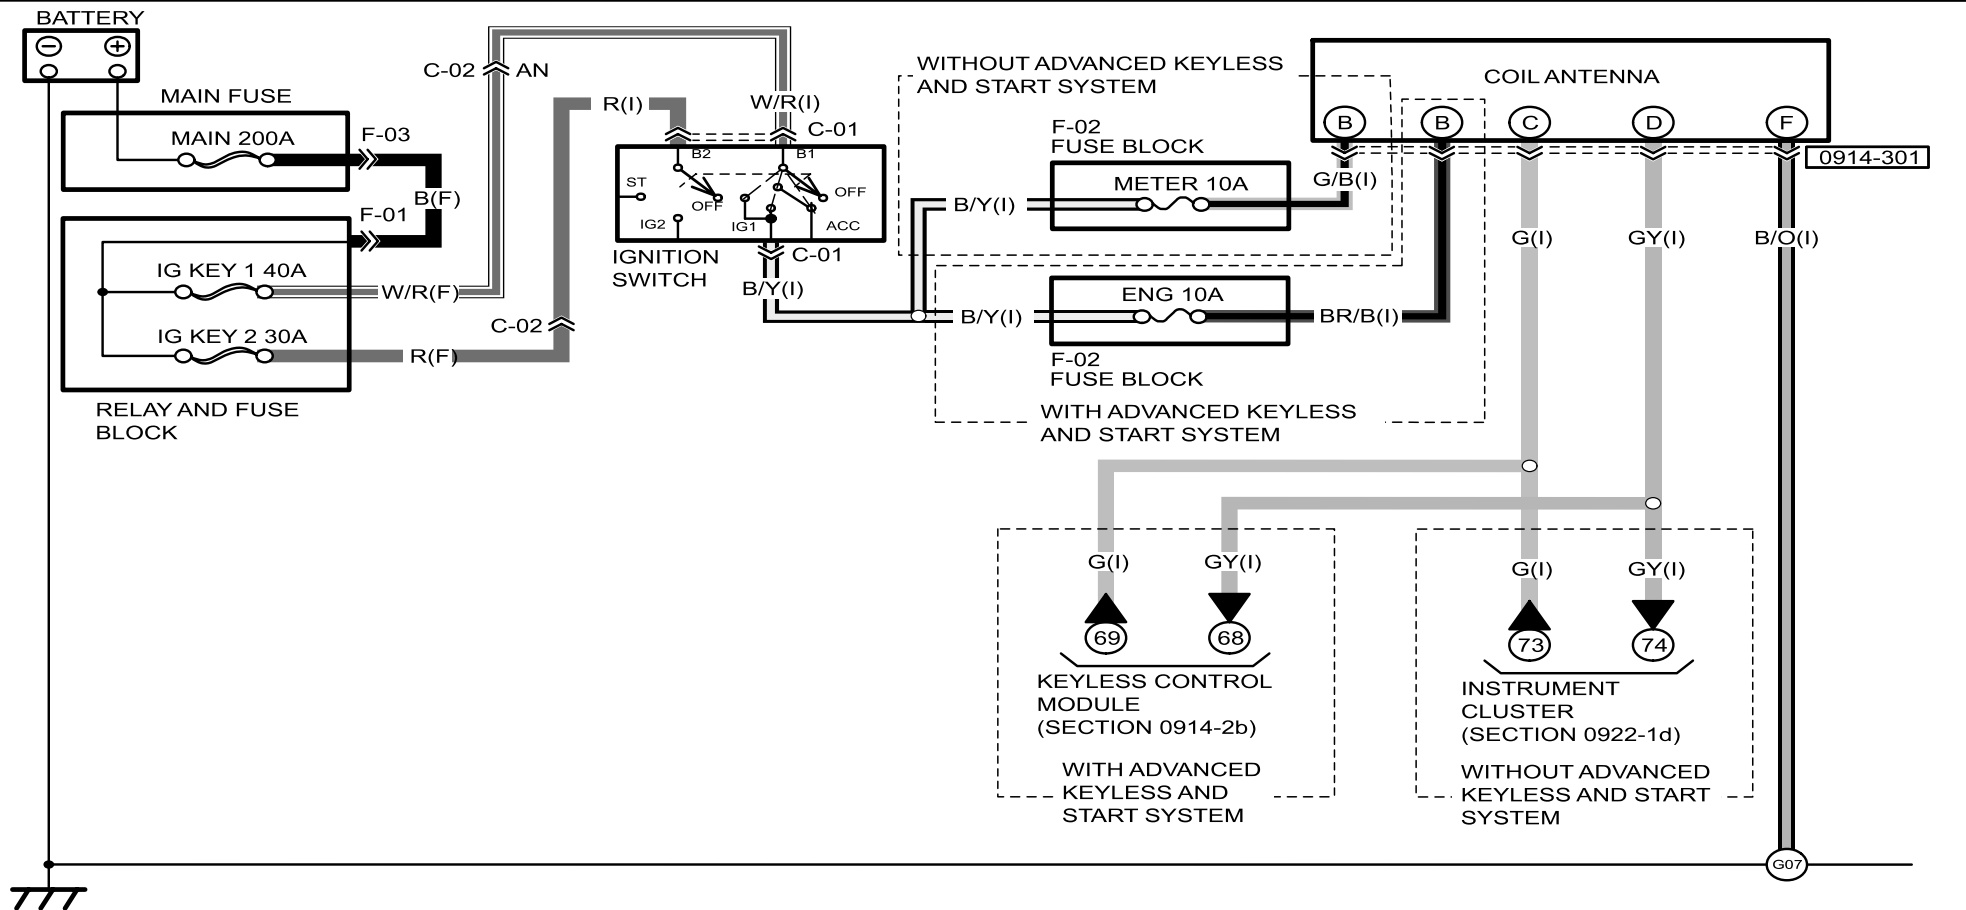 BATTERY
− +
MAIN FUSE
MAIN 200A
F-03
B(F)
F-01
IG KEY 1 40A
W/R(F)
IG KEY 2 30A
R(F)
RELAY AND FUSE
BLOCK
C-02
AN
C-02
R(I)
W/R(I)
C-01
B2
B1
ST
OFF
OFF
IG2
IG1
ACC
IGNITION
SWITCH
C-01
B/Y(I)
WITHOUT ADVANCED KEYLESS
AND START SYSTEM
F-02
FUSE BLOCK
METER 10A
B/Y(I)
G/B(I)
ENG 10A
B/Y(I)
BR/B(I)
F-02
FUSE BLOCK
WITH ADVANCED KEYLESS
AND START SYSTEM
COIL ANTENNA
B
B
C
D
F
0914-301
G(I)
GY(I)
B/O(I)
G(I)
GY(I)
69
68
KEYLESS CONTROL
MODULE
(SECTION 0914-2b)
WITH ADVANCED
KEYLESS AND
START SYSTEM
G(I)
GY(I)
73
74
INSTRUMENT
CLUSTER
(SECTION 0922-1d)
WITHOUT ADVANCED
KEYLESS AND START
SYSTEM
G07